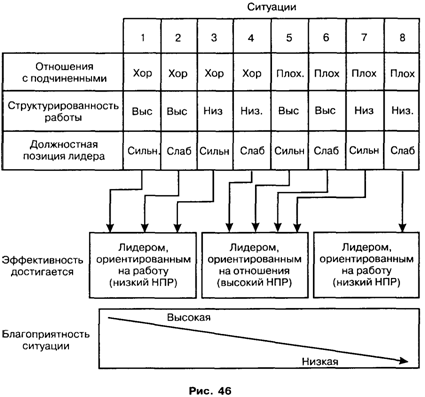 Ситуации
1 2 3 4 5 6 7 8
Отношения
с подчиненными
Хор Хор Хор Хор Плох. Плох Плох Плох
Структурированность
работы
Выс Выс Низ Низ. Выс Выс Низ Низ.
Должностная
позиция лидера
Сильн Слаб Сильн Слаб Сильн. Слаб Сильн Слаб
Эффективность
достигается
Лидером,
ориентированным
на работу
(низкий НПР)
Лидером,
ориентированным
на отношения
(высокий НПР)
Лидером,
ориентированным
на работу
(низкий НПР)
Благоприятность
ситуации
Высокая
Низкая
Рис. 46